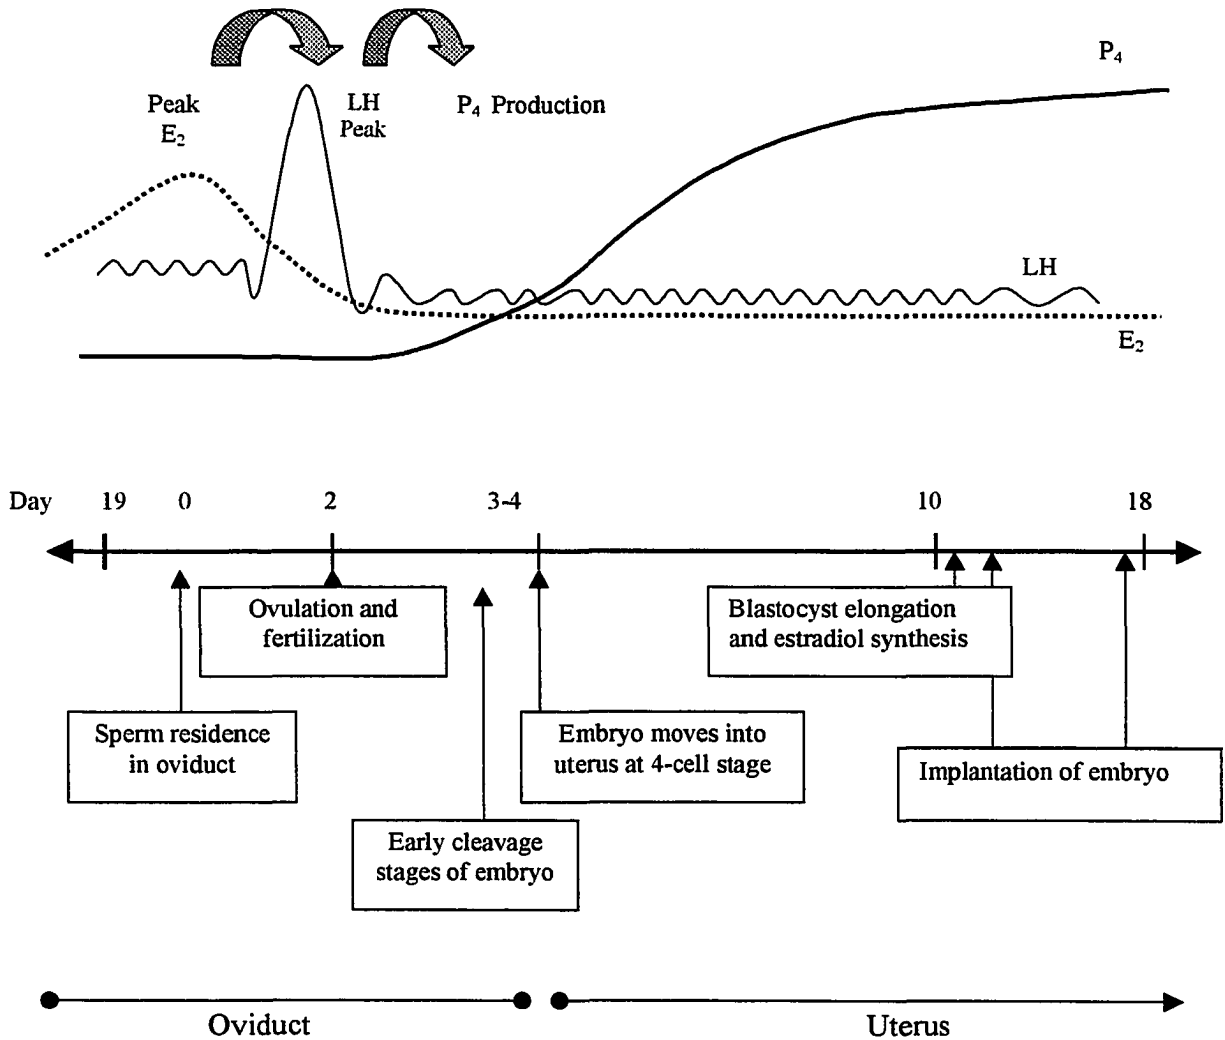 P₄
Peak
E₂
LH
Peak
P₄ Production
LH
E₂
Day 19 0 2 3-4 10 18
Ovulation and
fertilization
Blastocyst elongation
and estradiol synthesis
Sperm residence
in oviduct
Embryo moves into
uterus at 4-cell stage
Implantation of embryo
Early cleavage
stages of embryo
Oviduct
Uterus